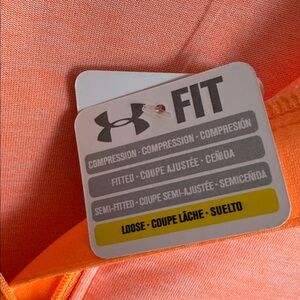 FIT
COMPRESSION - COMPRESSION - COMPRESIÓN
FITTED - COUPE AJUSTÉE - CEÑIDA
SEMI-FITTED - COUPE SEMI-AJUSTÉE - SEMICEÑIDA
LOOSE - COUPE LÂCHE - SUELTO